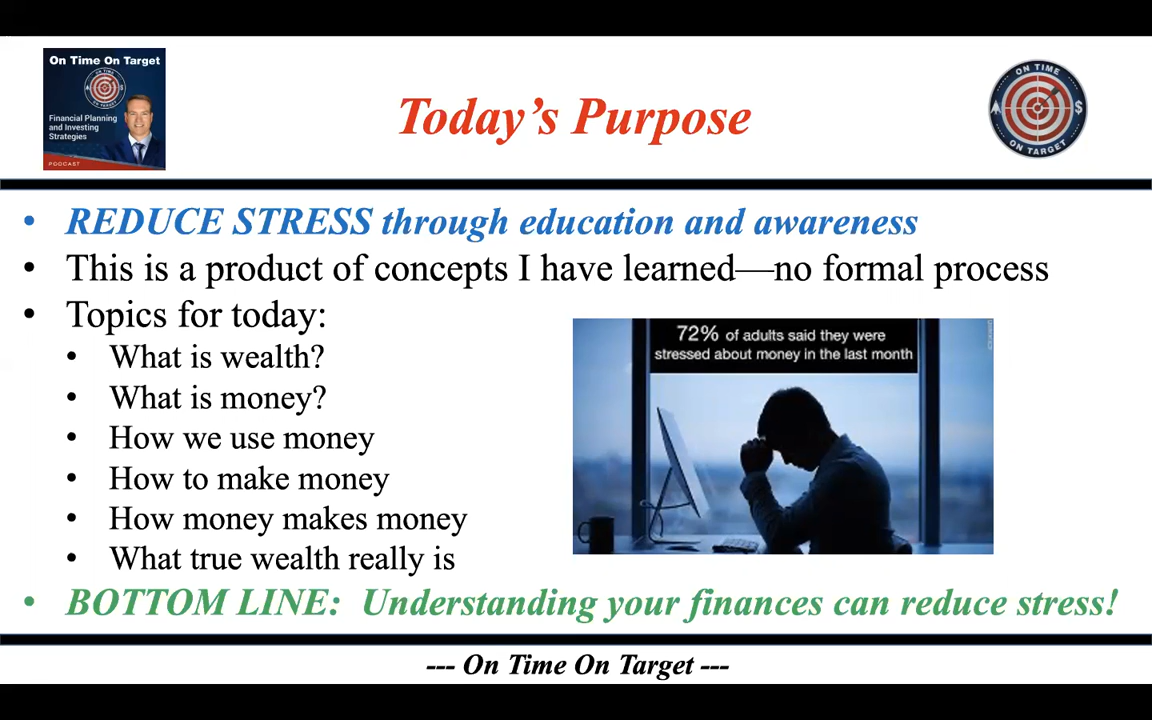 On Time On Target
ON TIME
ON TARGET
Financial Planning
and Investing
Strategies
PODCAST
Today's Purpose
ON TIME
$
ON TARGET
• REDUCE STRESS through education and awareness
• This is a product of concepts I have learned—no formal process
• Topics for today:
• What is wealth?
• What is money?
• How we use money
• How to make money
• How money makes money
• What true wealth really is
72% of adults said they were
stressed about money in the last month
• BOTTOM LINE: Understanding your finances can reduce stress!
--- On Time On Target ---